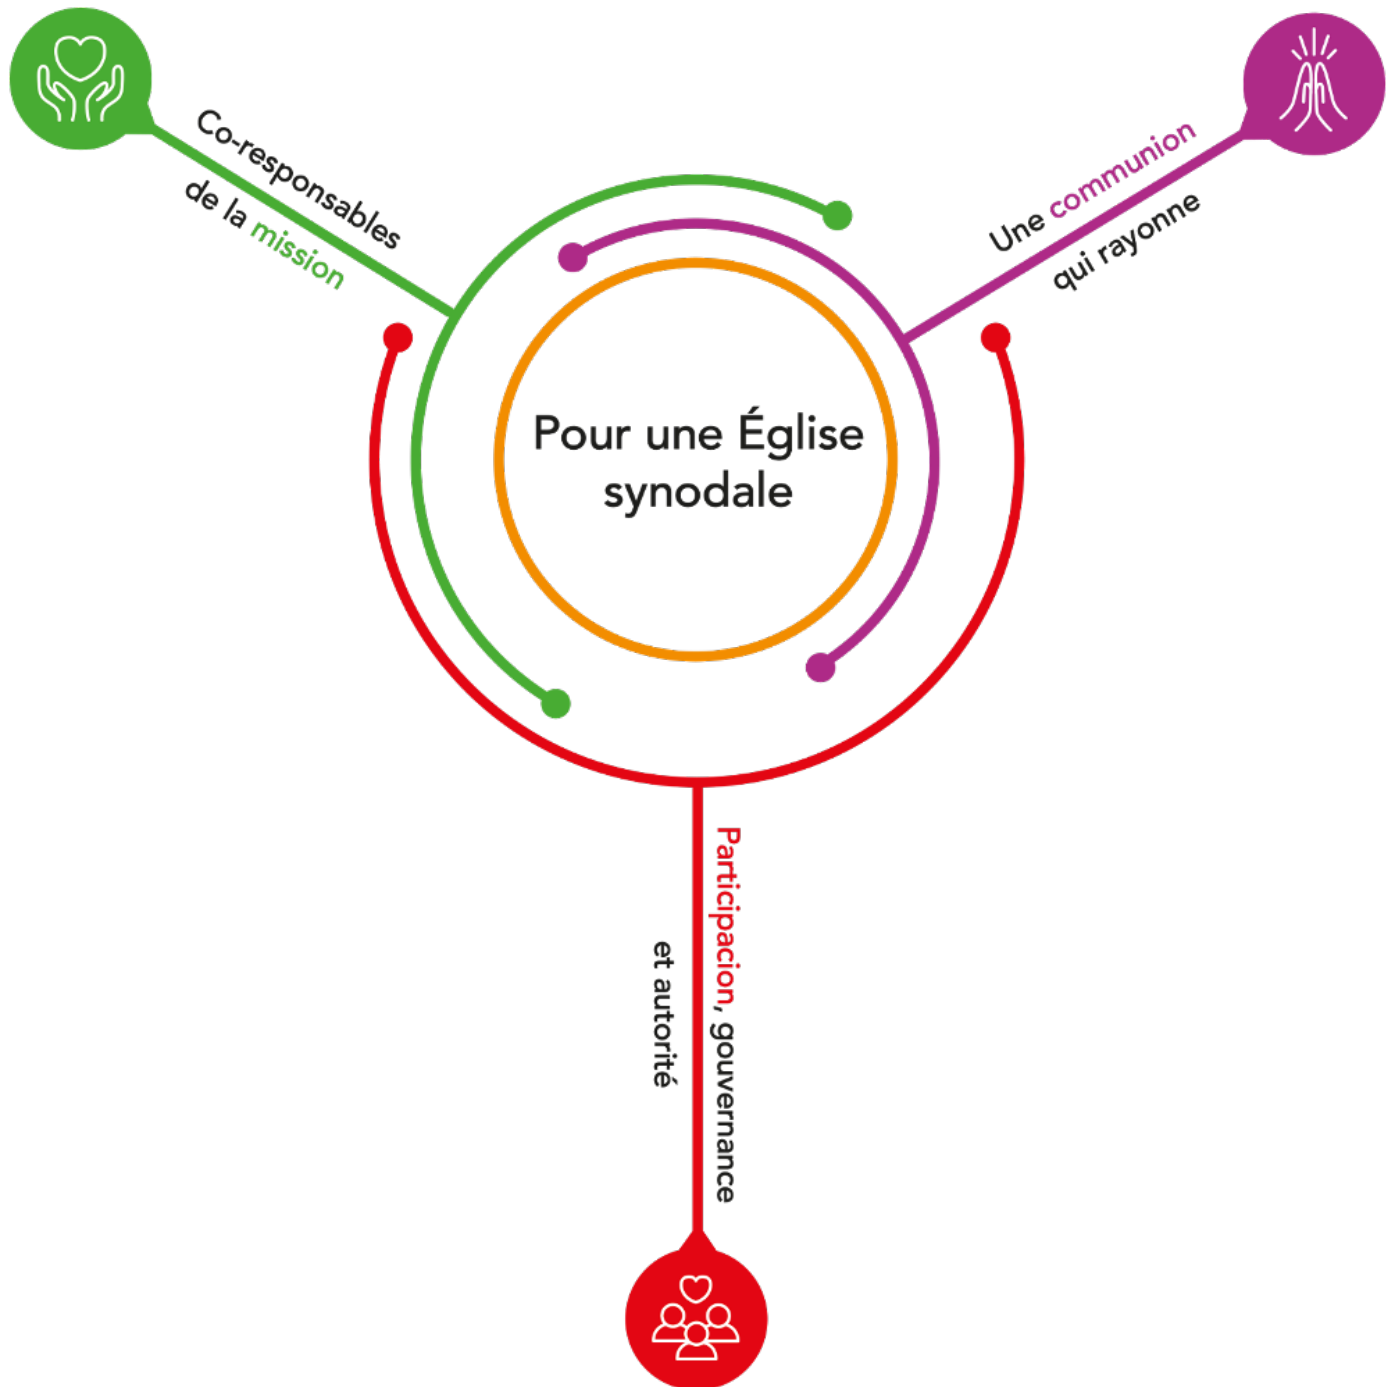 Co-responsables
de la mission
Une communion
qui rayonne
Pour une Église
synodale
Participacion, gouvernance
et autorité